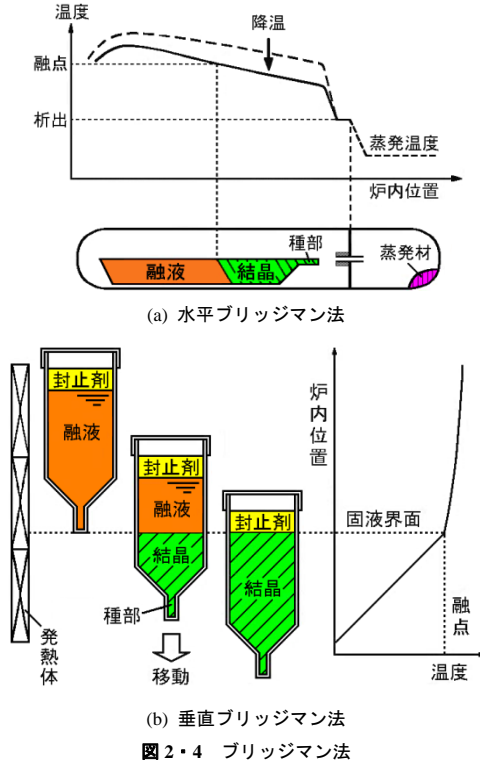 温度
降温
融点
析出
蒸発温度
炉内位置
種部
融液
結晶
蒸発材
(a) 水平ブリッジマン法
封止剤
融液
封止剤
融液
結晶
種部
移動
封止剤
結晶
発熱体
炉内位置
固液界面
融点
温度
(b) 垂直ブリッジマン法
図 2・4 ブリッジマン法